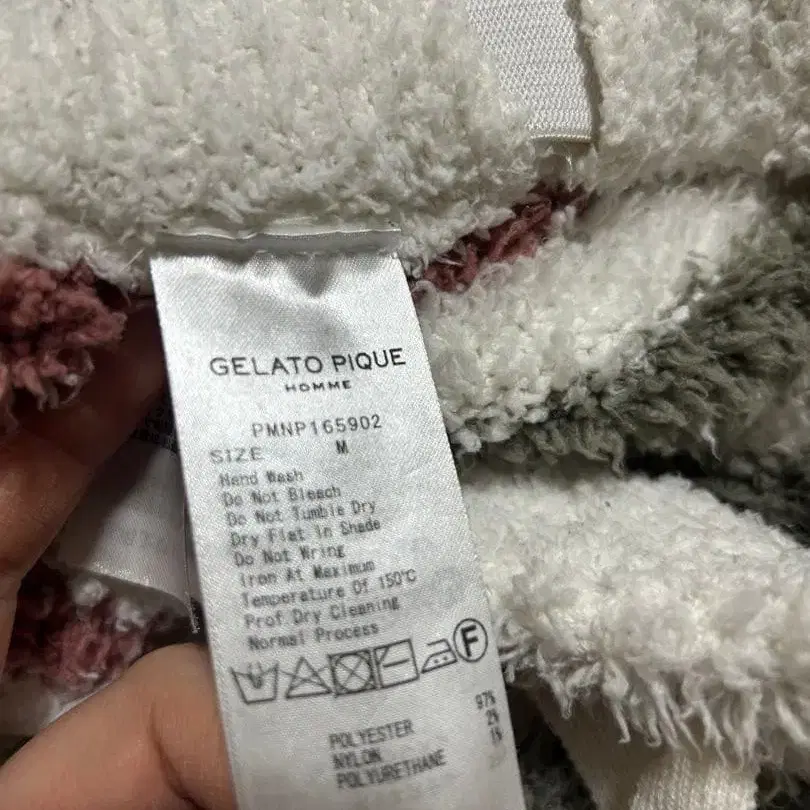 GELATO PIQUE
HOMME
PMNP165902
SIZE M
Hand Wash
Do Not Bleach
Do Not Tumble Dry
Dry Flat in Shade
Do Not Wring
Iron At Maximum
Temperature Of 150℃
Prof Dry Cleaning
Normal Process
F
POLYESTER 97%
NYLON 2%
POLYURETHANE 1%